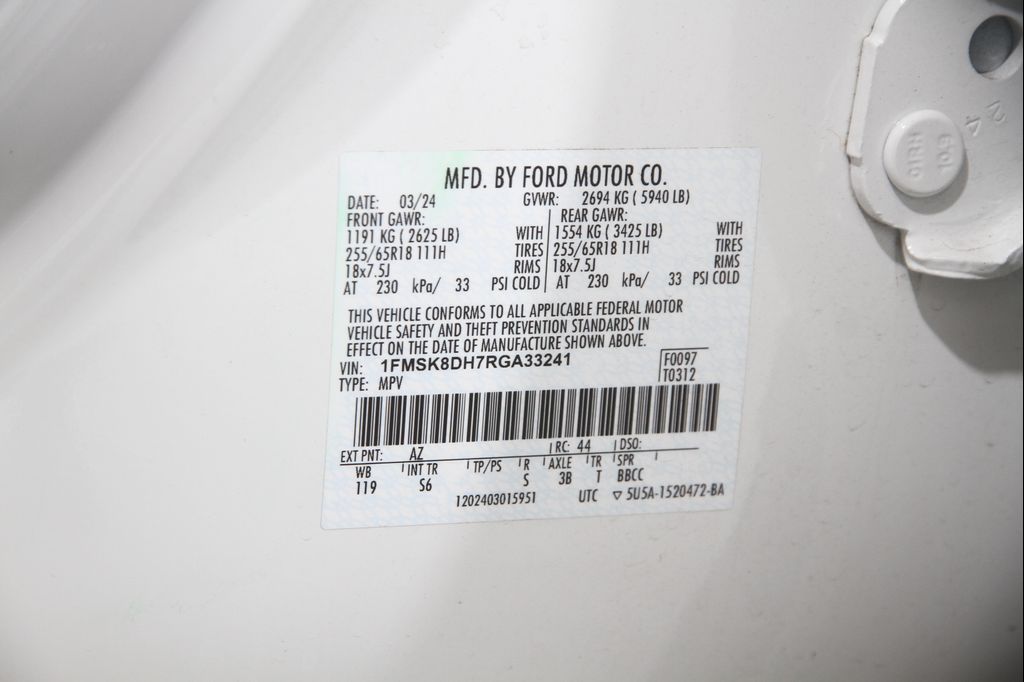 MFD. BY FORD MOTOR CO.
DATE: 03/24 GVWR: 2694 KG ( 5940 LB)
FRONT GAWR: REAR GAWR:
1191 KG ( 2625 LB) WITH 1554 KG ( 3425 LB) WITH
255/65R18 111H TIRES 255/65R18 111H TIRES
18x7.5J RIMS 18x7.5J RIMS
AT 230 kPa/ 33 PSI COLD AT 230 kPa/ 33 PSI COLD
THIS VEHICLE CONFORMS TO ALL APPLICABLE FEDERAL MOTOR
VEHICLE SAFETY AND THEFT PREVENTION STANDARDS IN
EFFECT ON THE DATE OF MANUFACTURE SHOWN ABOVE.
VIN: 1FMSK8DH7RGA33241 F0097
TYPE: MPV T0312
EXT PNT: AZ RC: 44 DSO:
WB INT TR TP/PS R AXLE TR SPR
119 S6 S 3B T BBCC
1202403015951 UTC ▽ 5U5A-1520472-BA
24